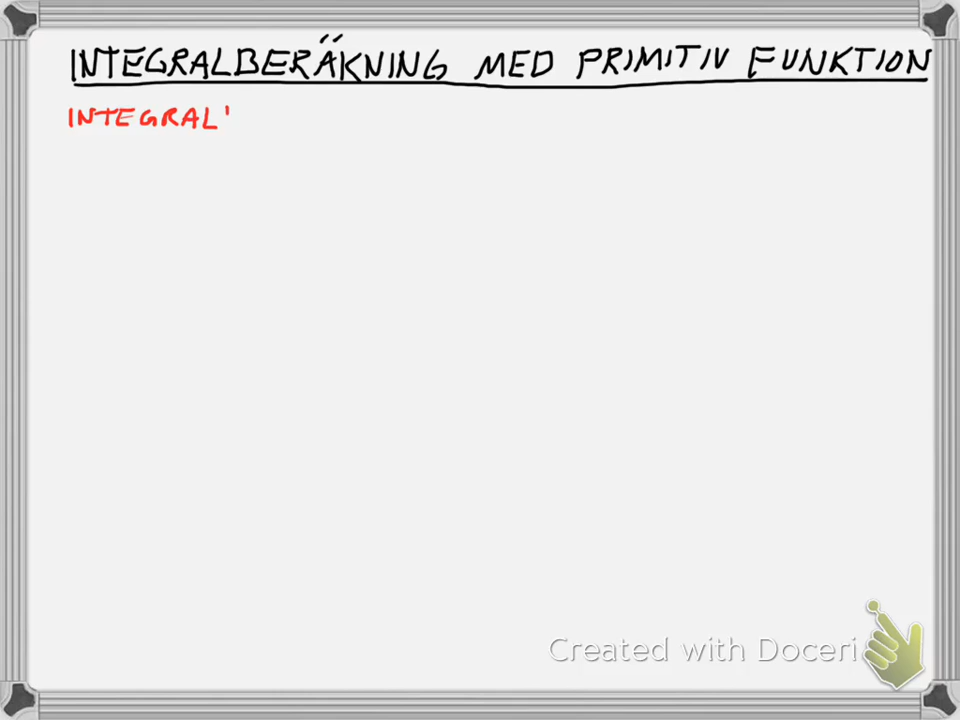 INTEGRALBERÄKNING MED PRIMITIV FUNKTION
INTEGRAL'
Created with Doceri